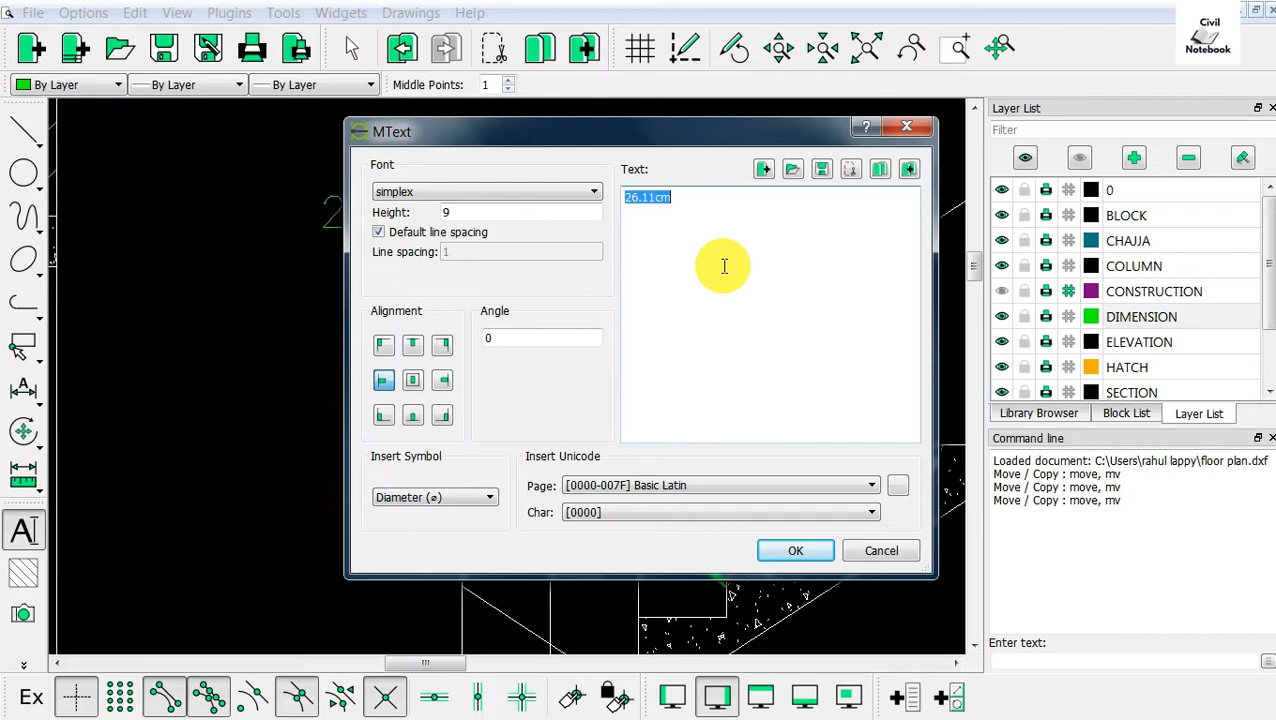 File Options Edit View Plugins Tools Widgets Drawings Help
Civil
Notebook
By Layer By Layer By Layer Middle Points: 1
MText
Font
simplex
Height: 9
Default line spacing
Line spacing: 1
Alignment
Angle
0
Text:
26.11cm
Insert Symbol
Diameter (⌀)
Insert Unicode
Page: [0000-007F] Basic Latin
Char: [0000]
OK Cancel
2
Layer List
Filter
0
BLOCK
CHAJJA
COLUMN
CONSTRUCTION
DIMENSION
ELEVATION
HATCH
SECTION
Library Browser Block List Layer List
Command line
Loaded document: C:\Users\rahul lappy\floor plan.dxf
Move / Copy : move, mv
Move / Copy : move, mv
Move / Copy : move, mv
Enter text:
A
A
Ex